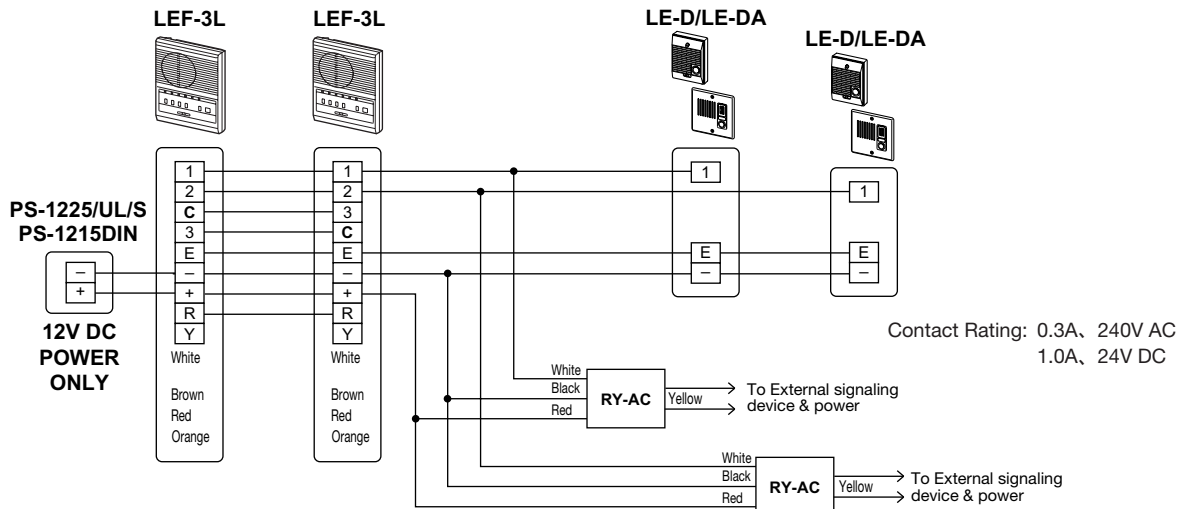 LEF-3L
LEF-3L
LE-D/LE-DA
LE-D/LE-DA
PS-1225/UL/S
PS-1215DIN
–
+
12V DC
POWER
ONLY
1
2
C
3
E
–
+
R
Y
White
Brown
Red
Orange
1
2
3
C
E
–
+
R
Y
White
Brown
Red
Orange
1
E
–
1
E
–
Contact Rating: 0.3A、240V AC
1.0A、24V DC
White
Black
Red
RY-AC
Yellow
To External signaling
device & power
White
Black
Red
RY-AC
Yellow
To External signaling
device & power